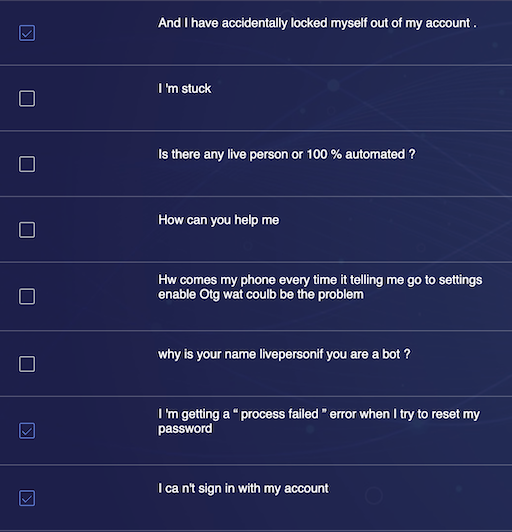 And I have accidentally locked myself out of my account .
I 'm stuck
Is there any live person or 100 % automated ?
How can you help me
Hw comes my phone every time it telling me go to settings
enable Otg wat coulb be the problem
why is your name livepersonif you are a bot ?
I 'm getting a “ process failed ” error when I try to reset my
password
I ca n't sign in with my account